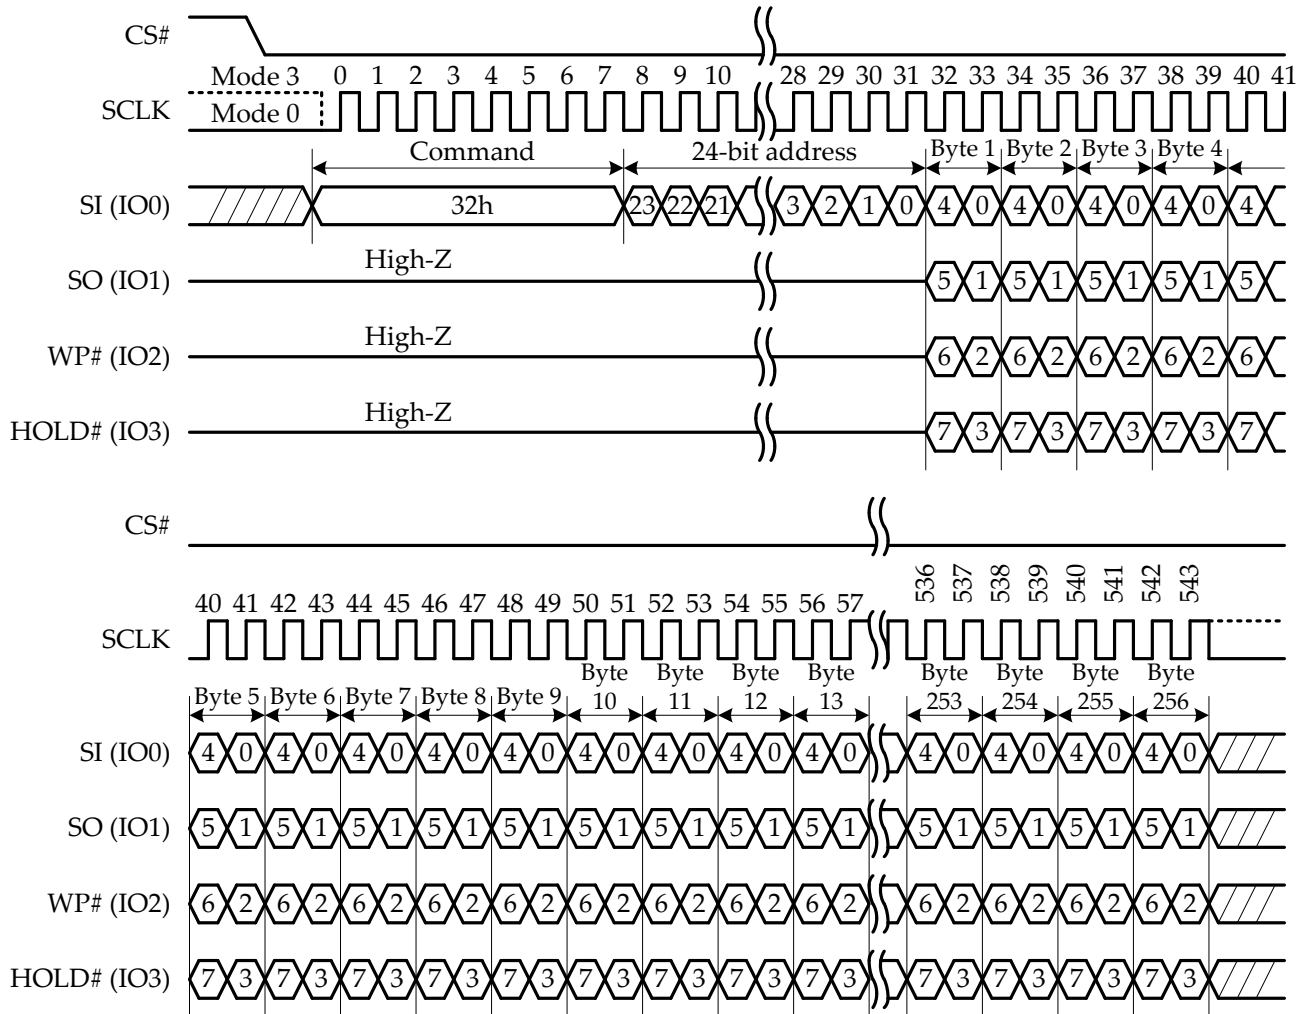 CS#
Mode 3 0 1 2 3 4 5 6 7 8 9 10 28 29 30 31 32 33 34 35 36 37 38 39 40 41
SCLK Mode 0
Command 24-bit address Byte 1 Byte 2 Byte 3 Byte 4
SI (IO0) 32h 23 22 21 3 2 1 0 4 0 4 0 4 0 4 0 4
High-Z
SO (IO1) 5 1 5 1 5 1 5 1 5
High-Z
WP# (IO2) 6 2 6 2 6 2 6 2 6
High-Z
HOLD# (IO3) 7 3 7 3 7 3 7 3 7
CS#
40 41 42 43 44 45 46 47 48 49 50 51 52 53 54 55 56 57 536 537 538 539 540 541 542 543
SCLK
Byte 5 Byte 6 Byte 7 Byte 8 Byte 9 Byte 10 Byte 11 Byte 12 Byte 13 Byte 253 Byte 254 Byte 255 Byte 256
SI (IO0) 4 0 4 0 4 0 4 0 4 0 4 0 4 0 4 0 4 0 4 0 4 0 4 0 4 0
SO (IO1) 5 1 5 1 5 1 5 1 5 1 5 1 5 1 5 1 5 1 5 1 5 1 5 1 5 1
WP# (IO2) 6 2 6 2 6 2 6 2 6 2 6 2 6 2 6 2 6 2 6 2 6 2 6 2 6 2
HOLD# (IO3) 7 3 7 3 7 3 7 3 7 3 7 3 7 3 7 3 7 3 7 3 7 3 7 3 7 3